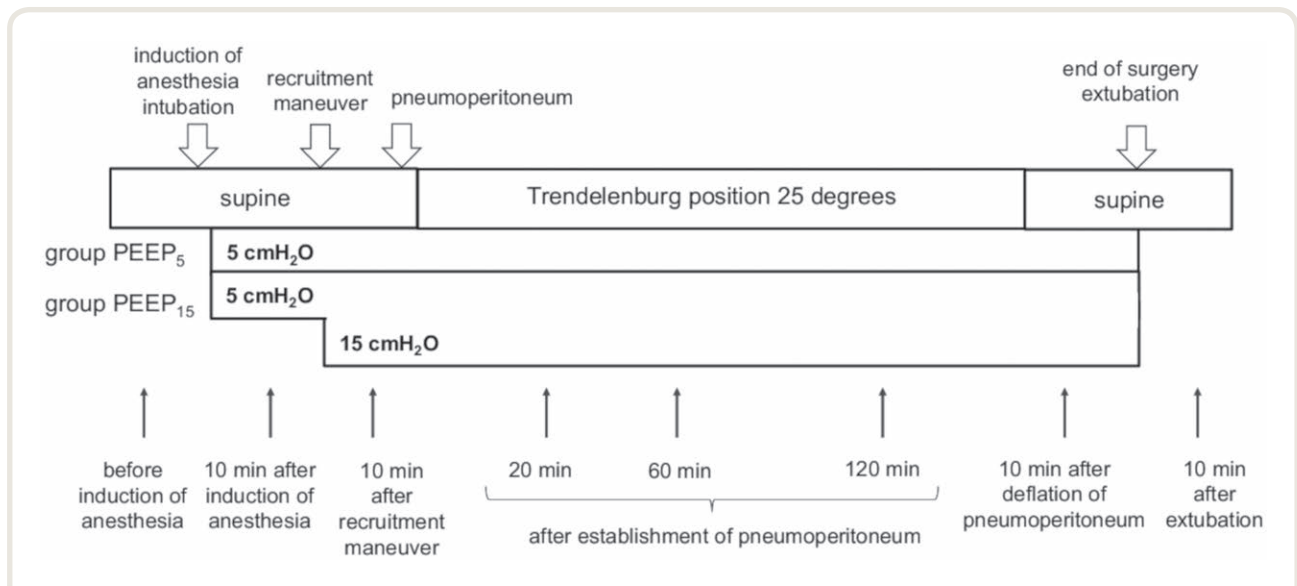 induction of
anesthesia
intubation
recruitment
maneuver
pneumoperitoneum
end of surgery
extubation
supine
Trendelenburg position 25 degrees
supine
group PEEP₅
5 cmH₂O
group PEEP₁₅
5 cmH₂O
15 cmH₂O
before
induction of
anesthesia
10 min after
induction of
anesthesia
10 min
after
recruitment
maneuver
20 min
60 min
120 min
after establishment of pneumoperitoneum
10 min after
deflation of
pneumoperitoneum
10 min
after
extubation